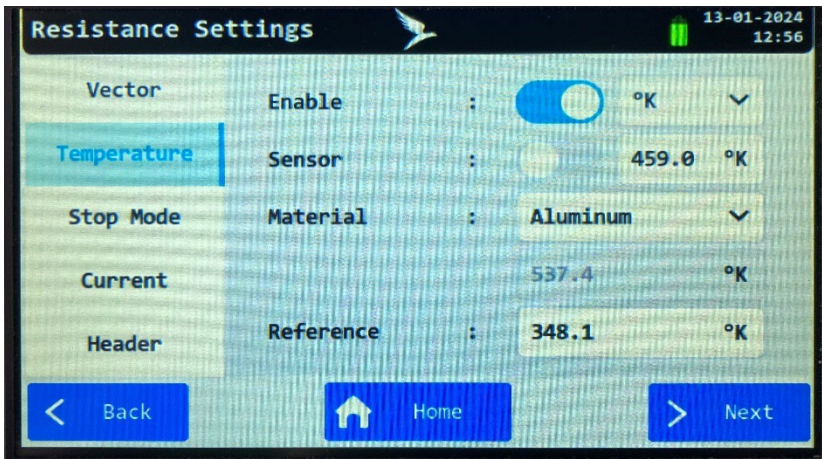 Resistance Settings
13-01-2024
12:56
Vector
Temperature
Stop Mode
Current
Header
Enable : °K
Sensor : 459.0 °K
Material : Aluminum
537.4 °K
Reference : 348.1 °K
Back
Home
Next